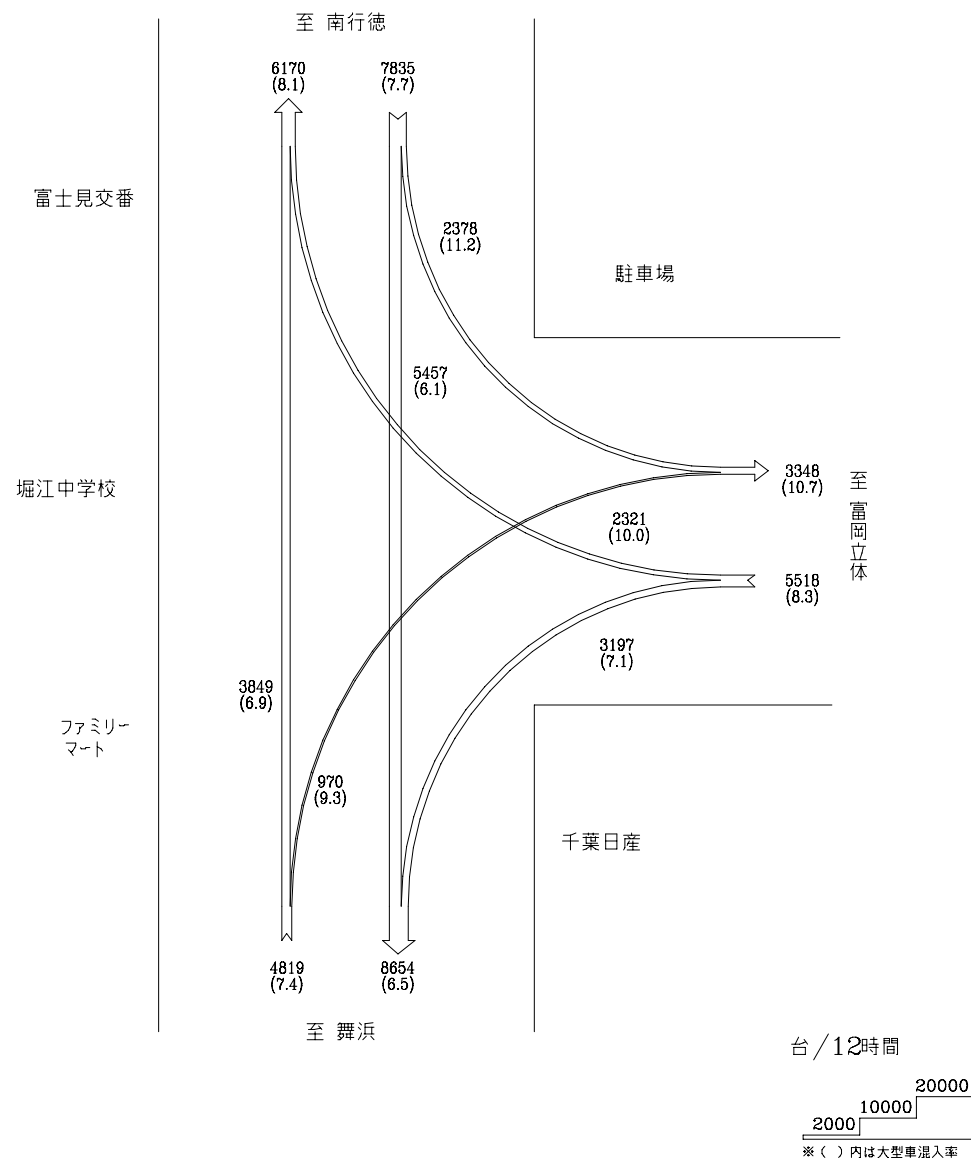 至 南行徳
6170
(8.1)
7835
(7.7)
富士見交番
2378
(11.2)
駐車場
5457
(6.1)
堀江中学校
3348
(10.7)
至 富岡立体
2321
(10.0)
5518
(8.3)
3197
(7.1)
3849
(6.9)
ファミリー
マート
970
(9.3)
千葉日産
4819
(7.4)
8654
(6.5)
至 舞浜
台/12時間
20000
10000
2000
※( )内は大型車混入率